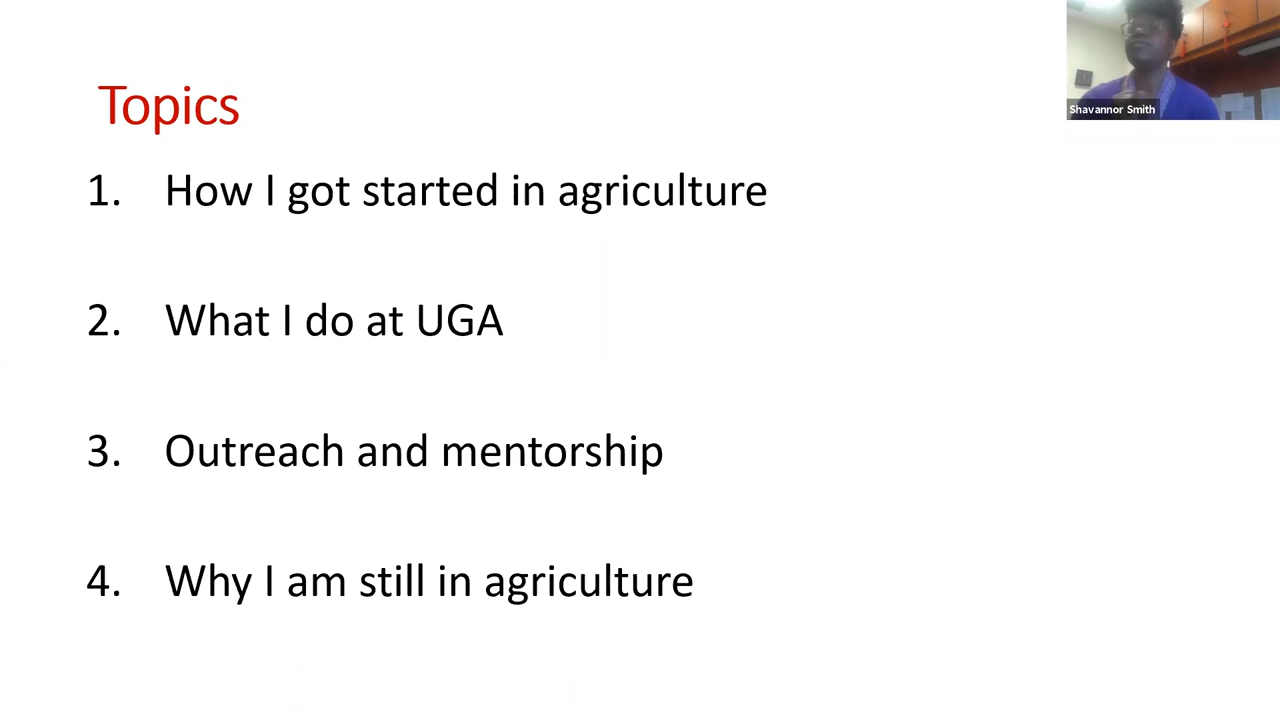 Topics
1. How I got started in agriculture
2. What I do at UGA
3. Outreach and mentorship
4. Why I am still in agriculture
Shavannor Smith